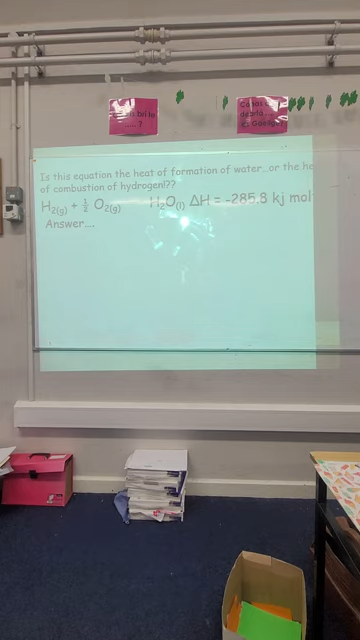 ? 
Conas
Is this equation the heat of formation of water…or the he
of combustion of hydrogen!??
H₂(g) + ½ O₂(g) H₂O(l) ΔH = -285.8 kj mol
Answer….